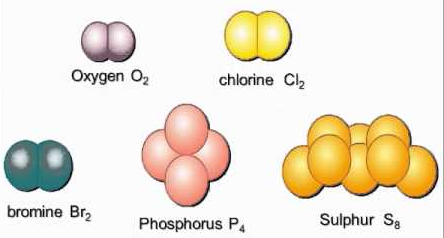 Oxygen O₂
chlorine Cl₂
bromine Br₂
Phosphorus P₄
Sulphur S₈